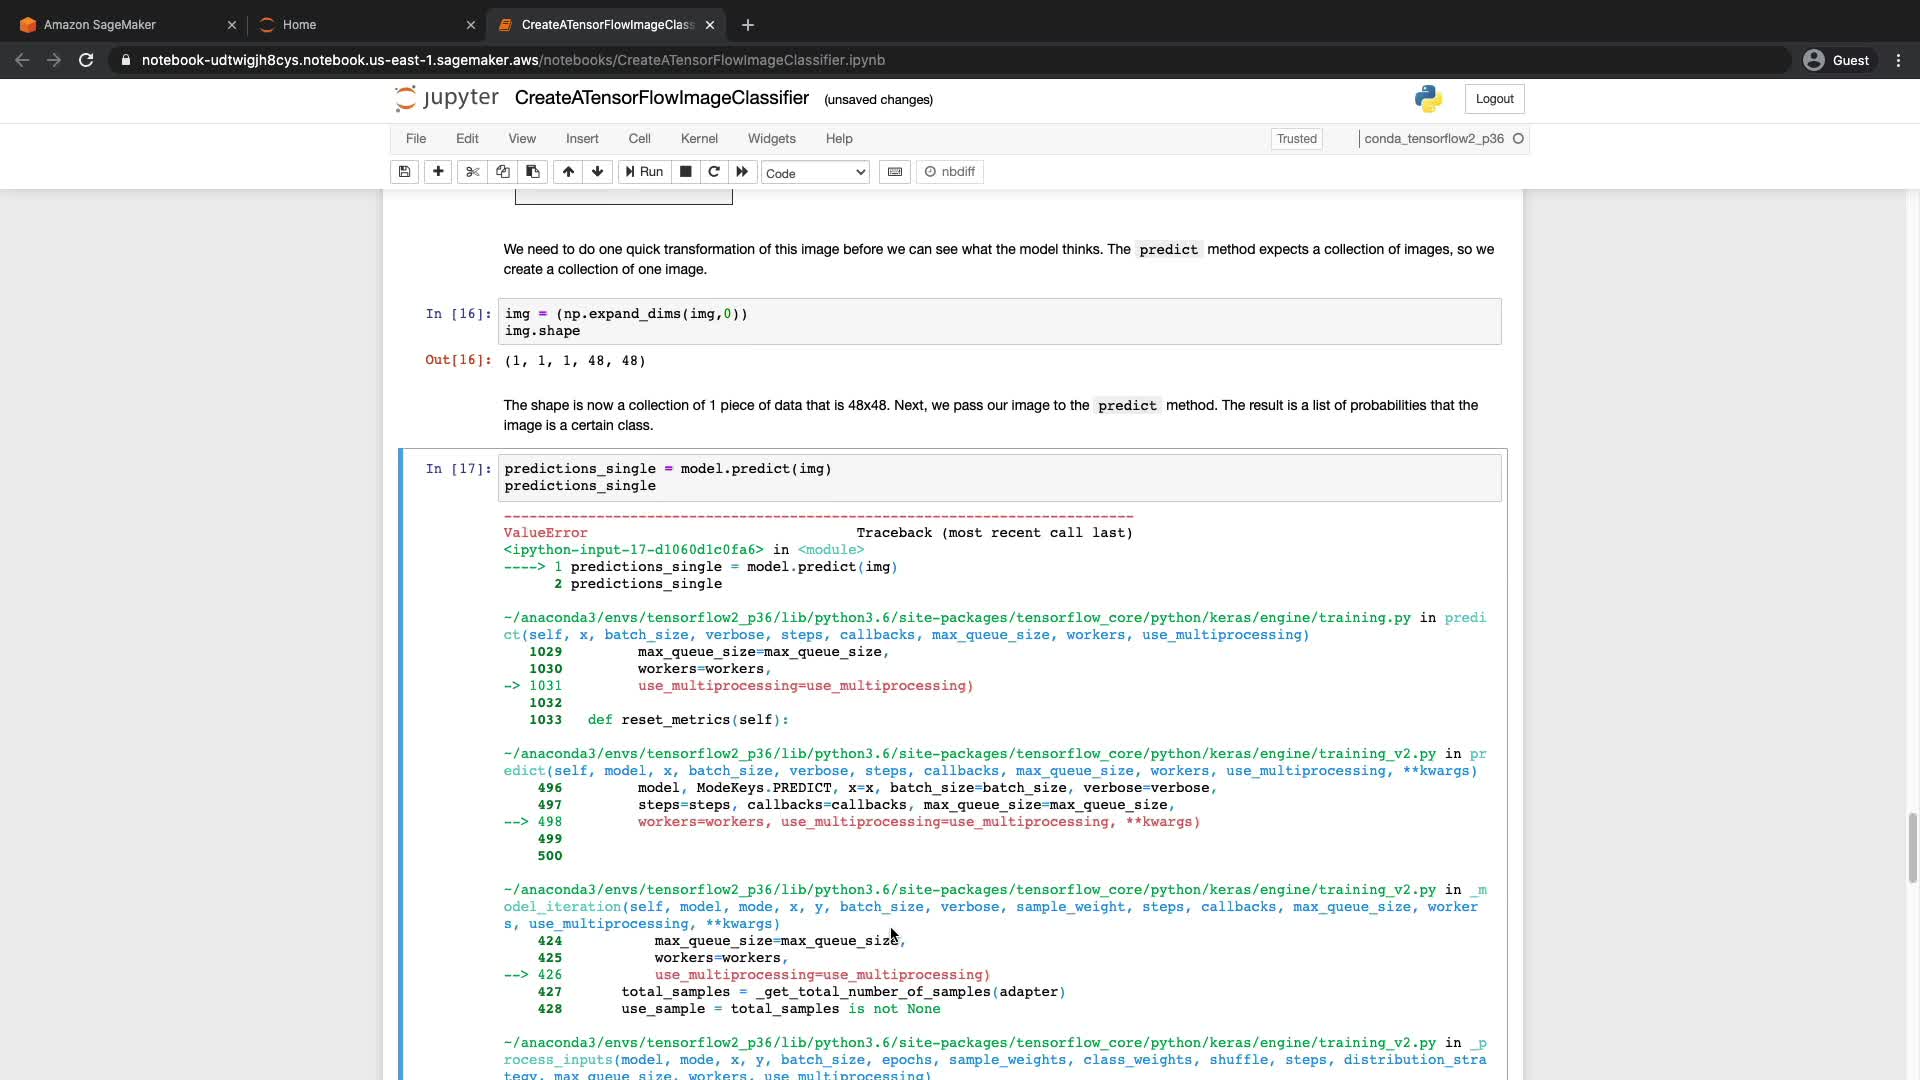 Amazon SageMaker
Home
CreateATensorFlowImageClass
notebook-udtwigjh8cys.notebook.us-east-1.sagemaker.aws/notebooks/CreateATensorFlowImageClassifier.ipynb
Guest
jupyter CreateATensorFlowImageClassifier (unsaved changes)
Logout
File Edit View Insert Cell Kernel Widgets Help
Trusted
conda_tensorflow2_p36
Run
Code
nbdiff
We need to do one quick transformation of this image before we can see what the model thinks. The predict method expects a collection of images, so we
create a collection of one image.
In [16]: img = (np.expand_dims(img,0))
img.shape
Out[16]: (1, 1, 1, 48, 48)
The shape is now a collection of 1 piece of data that is 48x48. Next, we pass our image to the predict method. The result is a list of probabilities that the
image is a certain class.
In [17]: predictions_single = model.predict(img)
predictions_single
---------------------------------------------------------------------------
ValueError                                Traceback (most recent call last)
<ipython-input-17-d1060d1c0fa6> in <module>
----> 1 predictions_single = model.predict(img)
      2 predictions_single
~/anaconda3/envs/tensorflow2_p36/lib/python3.6/site-packages/tensorflow_core/python/keras/engine/training.py in predi
ct(self, x, batch_size, verbose, steps, callbacks, max_queue_size, workers, use_multiprocessing)
   1029         max_queue_size=max_queue_size,
   1030         workers=workers,
-> 1031         use_multiprocessing=use_multiprocessing)
   1032
   1033   def reset_metrics(self):
~/anaconda3/envs/tensorflow2_p36/lib/python3.6/site-packages/tensorflow_core/python/keras/engine/training_v2.py in pr
edict(self, model, x, batch_size, verbose, steps, callbacks, max_queue_size, workers, use_multiprocessing, **kwargs)
    496         model, ModeKeys.PREDICT, x=x, batch_size=batch_size, verbose=verbose,
    497         steps=steps, callbacks=callbacks, max_queue_size=max_queue_size,
--> 498         workers=workers, use_multiprocessing=use_multiprocessing, **kwargs)
    499
    500
~/anaconda3/envs/tensorflow2_p36/lib/python3.6/site-packages/tensorflow_core/python/keras/engine/training_v2.py in _m
odel_iteration(self, model, mode, x, y, batch_size, verbose, sample_weight, steps, callbacks, max_queue_size, worker
s, use_multiprocessing, **kwargs)
    424           max_queue_size=max_queue_size,
    425           workers=workers,
--> 426           use_multiprocessing=use_multiprocessing)
    427       total_samples = _get_total_number_of_samples(adapter)
    428       use_sample = total_samples is not None
~/anaconda3/envs/tensorflow2_p36/lib/python3.6/site-packages/tensorflow_core/python/keras/engine/training_v2.py in _p
rocess_inputs(model, mode, x, y, batch_size, epochs, sample_weights, class_weights, shuffle, steps, distribution_stra
tegy, max_queue_size, workers, use_multiprocessing)